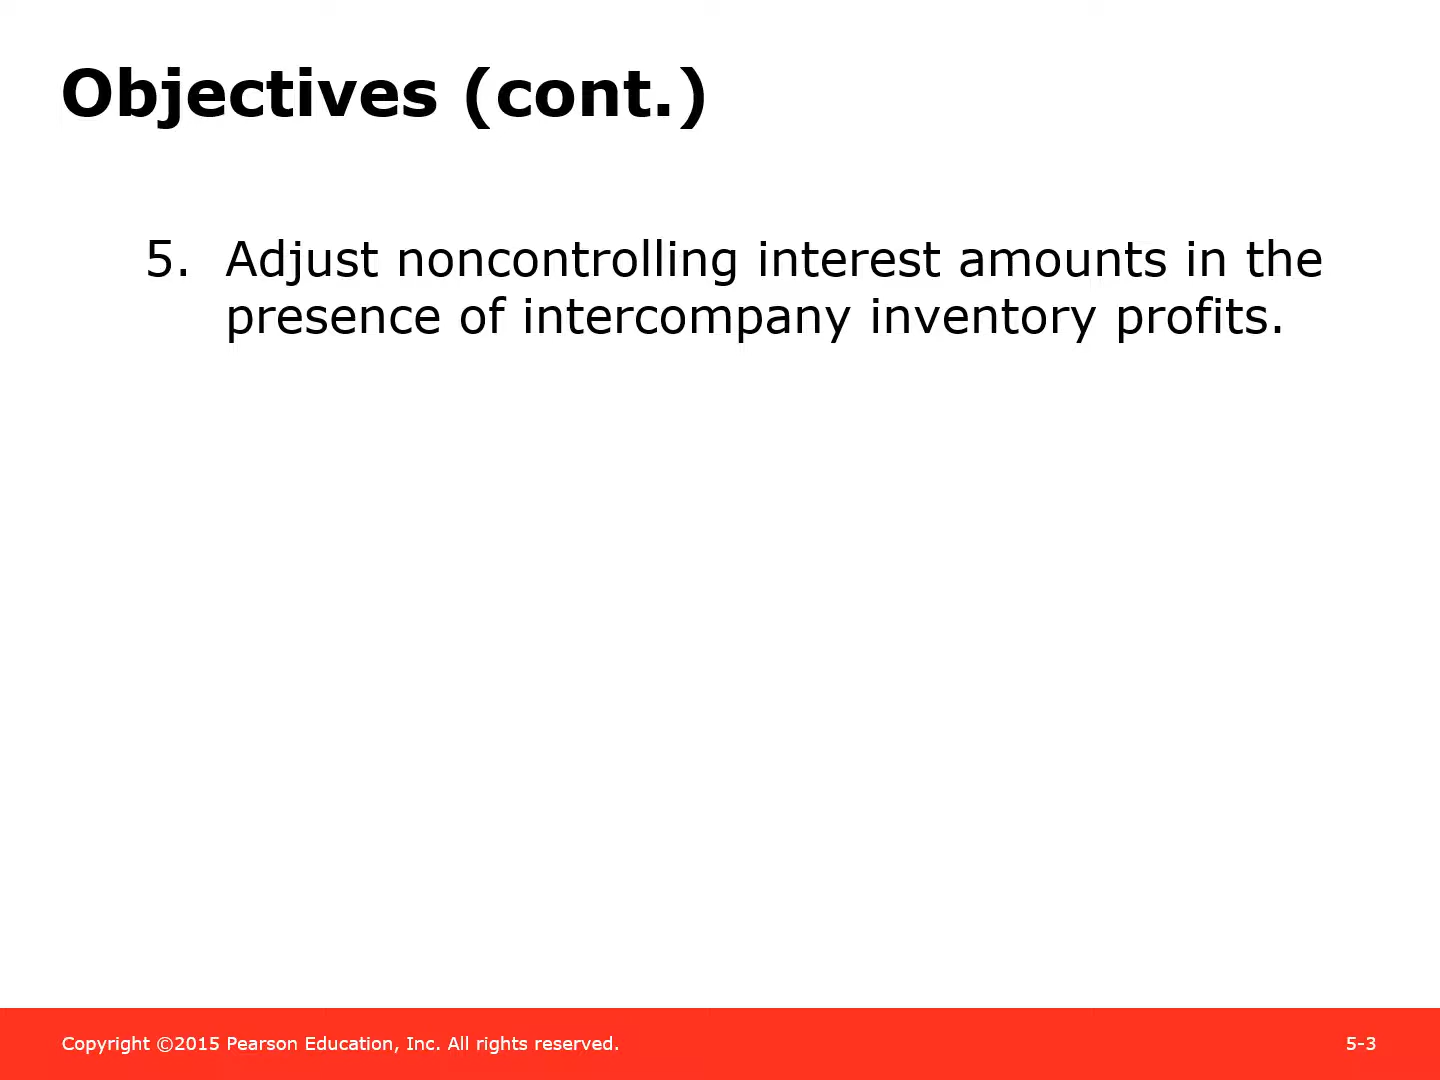 Objectives (cont.)
5. Adjust noncontrolling interest amounts in the
presence of intercompany inventory profits.
Copyright ©2015 Pearson Education, Inc. All rights reserved.
5-3